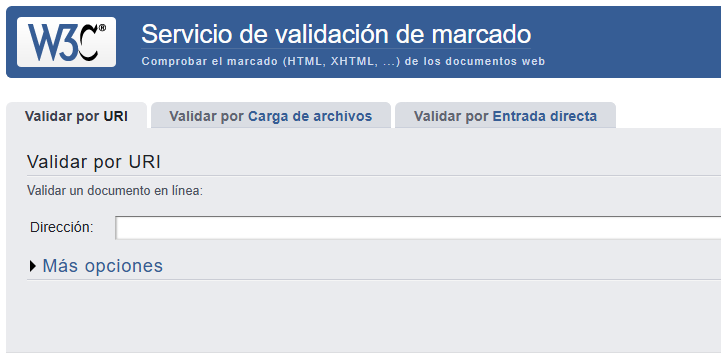 W3C® Servicio de validación de marcado
Comprobar el marcado (HTML, XHTML, ...) de los documentos web
Validar por URI Validar por Carga de archivos Validar por Entrada directa
Validar por URI
Validar un documento en línea:
Dirección:
Más opciones